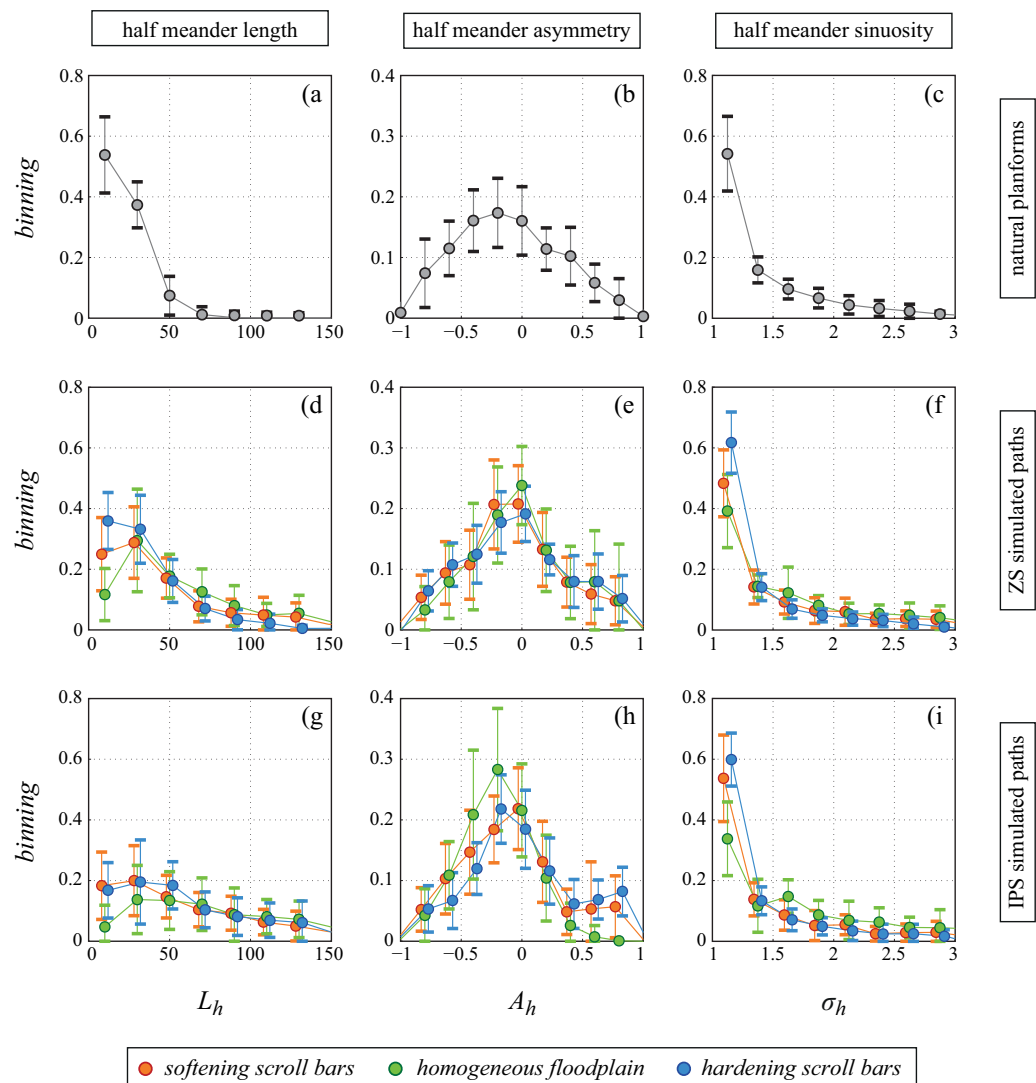 half meander length
half meander asymmetry
half meander sinuosity
0.8
0.6
0.4
0.2
0
0 50 100 150
binning
(a
0.4
0.3
0.2
0.1
0
−1 −0.5 0 0.5 1
(b
0.8
0.6
0.4
0.2
0
1 1.5 2 2.5 3
(c
natural planforms
0.8
0.6
0.4
0.2
0
0 50 100 150
binning
(d
0.4
0.3
0.2
0.1
0
−1 −0.5 0 0.5 1
(e
0.8
0.6
0.4
0.2
0
1 1.5 2 2.5 3
(f
ZS simulated paths
0.8
0.6
0.4
0.2
0
0 50 100 150
binning
(g
0.4
0.3
0.2
0.1
0
−1 −0.5 0 0.5 1
(h
0.8
0.6
0.4
0.2
0
1 1.5 2 2.5 3
(i
IPS simulated paths
L_h
A_h
σ_h
softening scroll bars homogeneous floodplain hardening scroll bars